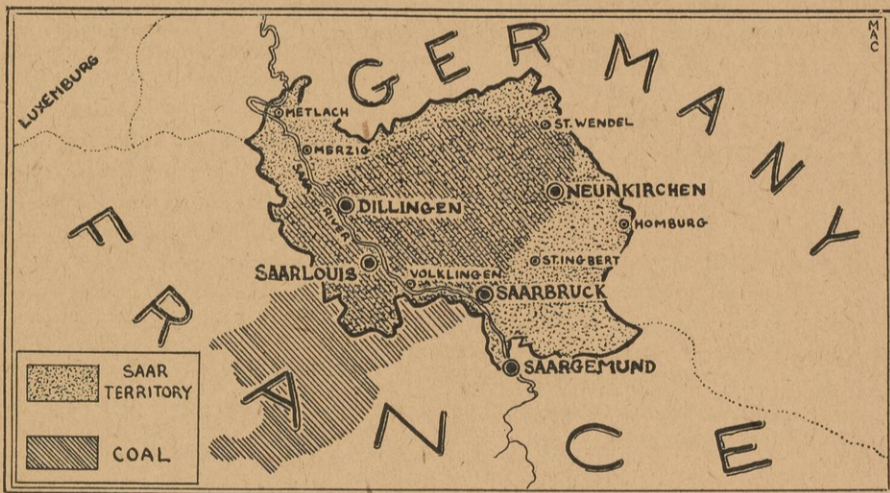 MAC
GERMANY
LUXEMBURG
METLACH
ST. WENDEL
MERZIG
SAAR RIVER
NEUNKIRCHEN
DILLINGEN
HOMBURG
ST. INGBERT
SAARLOUIS
VOLKLINGEN
SAARBRUCK
SAARGEMUND
FRANCE
SAAR
TERRITORY
COAL